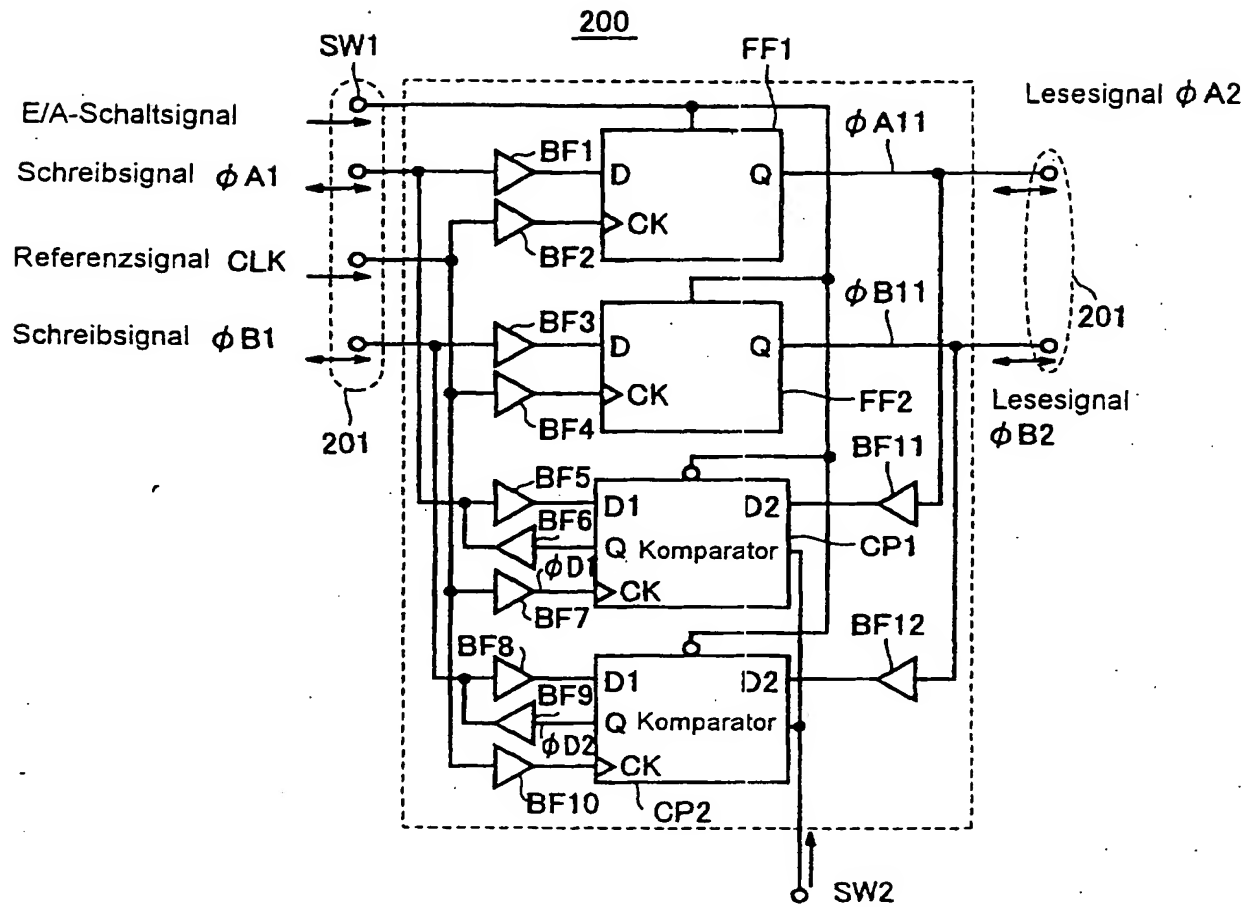 200
SW1
FF1
E/A-Schaltsignal
Lesesignal ϕA2
ϕA11
BF1
Schreibsignal ϕA1
D
Q
BF2
CK
Referenzsignal CLK
ϕB11
201
BF3
Schreibsignal ϕB1
D
Q
BF4
CK
FF2
201
Lesesignal
ϕB2
BF5
BF11
D1
D2
BF6
Q
Komparator
CP1
ϕD1
CK
BF7
BF8
BF12
D1
D2
BF9
Q
Komparator
ϕD2
CK
BF10
CP2
SW2